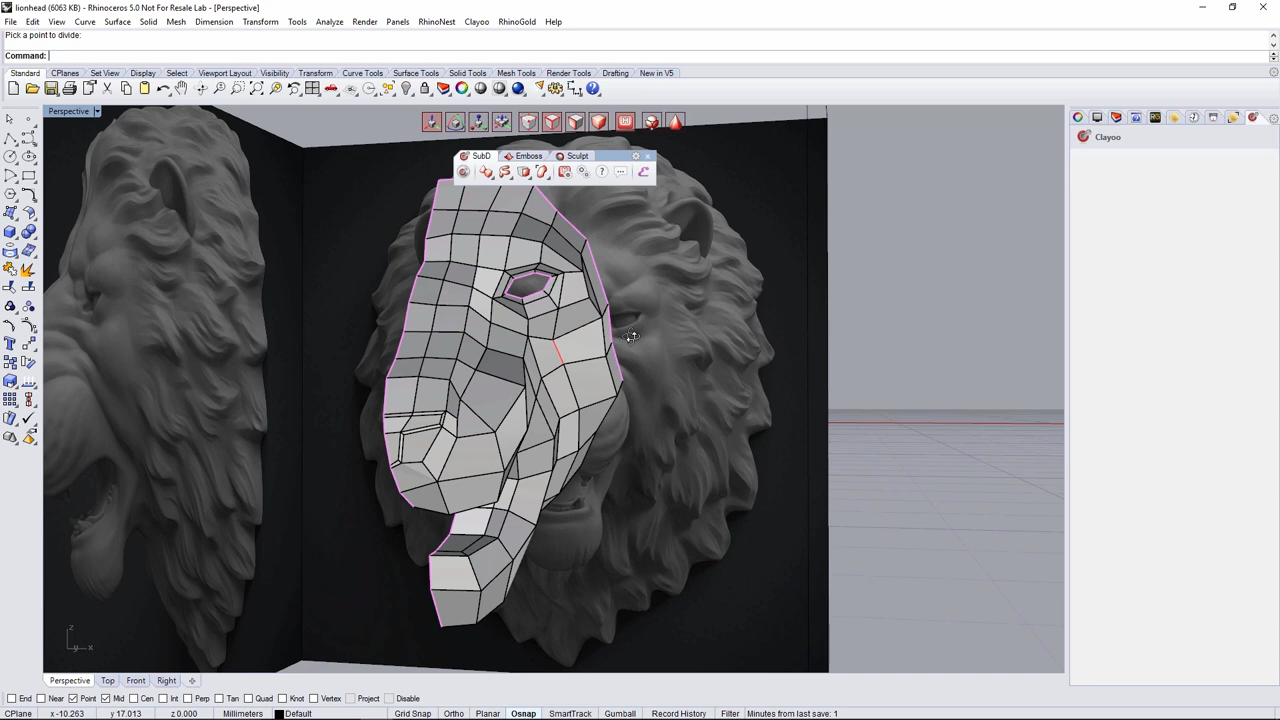 lionhead (6063 KB) - Rhinoceros 5.0 Not For Resale Lab - [Perspective]
File Edit View Curve Surface Solid Mesh Dimension Transform Tools Analyze Render Panels RhinoNest Clayoo RhinoGold Help
Pick a point to divide:
Command:
Standard CPlanes Set View Display Select Viewport Layout Visibility Transform Curve Tools Surface Tools Solid Tools Mesh Tools Render Tools Drafting New in V5
Perspective
Clayoo
SubD Emboss Sculpt
z
y x
Perspective Top Front Right
End Near Point Mid Cen Int Perp Tan Quad Knot Vertex Project Disable
CPlane x -10.263 y 17.013 z 0.000 Millimeters Default Grid Snap Ortho Planar Osnap SmartTrack Gumball Record History Filter Minutes from last save: 1